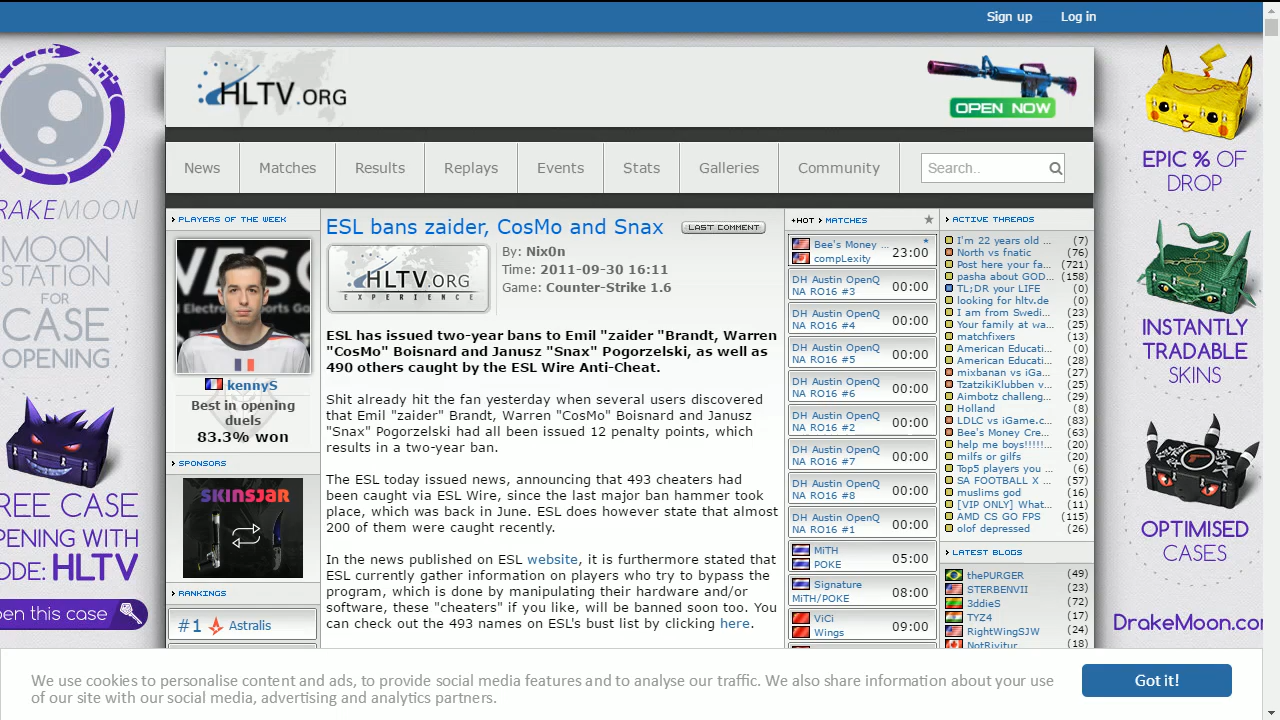 Sign up
Log in
HLTV.ORG
OPEN NOW
News
Matches
Results
Replays
Events
Stats
Galleries
Community
Search..
DRAKEMOON
MOON
STATION
FOR
CASE
OPENING
FREE CASE
OPENING WITH
CODE: HLTV
Open this case
PLAYERS OF THE WEEK
kennyS
Best in opening
duels
83.3% won
SPONSORS
SKINSJAR
RANKINGS
#1 Astralis
ESL bans zaider, CosMo and Snax
LAST COMMENT
HLTV.ORG
EXPERIENCE
By: Nix0n
Time: 2011-09-30 16:11
Game: Counter-Strike 1.6
ESL has issued two-year bans to Emil "zaider "Brandt, Warren
"CosMo" Boisnard and Janusz "Snax" Pogorzelski, as well as
490 others caught by the ESL Wire Anti-Cheat.
Shit already hit the fan yesterday when several users discovered
that Emil "zaider" Brandt, Warren "CosMo" Boisnard and Janusz
"Snax" Pogorzelski had all been issued 12 penalty points, which
results in a two-year ban.
The ESL today issued news, announcing that 493 cheaters had
been caught via ESL Wire, since the last major ban hammer took
place, which was back in June. ESL does however state that almost
200 of them were caught recently.
In the news published on ESL website, it is furthermore stated that
ESL currently gather information on players who try to bypass the
program, which is done by manipulating their hardware and/or
software, these "cheaters" if you like, will be banned soon too. You
can check out the 493 names on ESL's bust list by clicking here.
HOT MATCHES
Bee's Money ...
compLexity
23:00
DH Austin OpenQ
NA RO16 #3
00:00
DH Austin OpenQ
NA RO16 #4
00:00
DH Austin OpenQ
NA RO16 #5
00:00
DH Austin OpenQ
NA RO16 #6
00:00
DH Austin OpenQ
NA RO16 #2
00:00
DH Austin OpenQ
NA RO16 #7
00:00
DH Austin OpenQ
NA RO16 #8
00:00
DH Austin OpenQ
NA RO16 #1
00:00
MiTH
POKE
05:00
Signature
MiTH/POKE
08:00
ViCi
Wings
09:00
ACTIVE THREADS
I'm 22 years old ... (7)
North vs fnatic (76)
Post here your fa... (721)
pasha about GOD... (158)
TL;DR your LIFE (0)
looking for hltv.de (0)
I am from Swedi... (23)
Your family at wa... (25)
matchfixers (13)
American Educati... (0)
American Educati... (28)
mixbanan vs iGa... (27)
TzatzikiKlubben v... (25)
Aimbotz challeng... (29)
Holland (8)
LDLC vs iGame.c... (83)
Bee's Money Cre... (63)
help me boys!!!!!... (20)
milfs or gilfs (20)
Top5 players you ... (6)
SA FOOTBALL X ... (57)
muslims god (16)
[VIP ONLY] What... (11)
AMD CS GO FPS (115)
olof depressed (26)
LATEST BLOGS
thePURGER (49)
STERBENVII (23)
3ddieS (72)
TYZ4 (17)
RightWingSJW (24)
NotRivitur (18)
EPIC % OF
DROP
INSTANTLY
TRADABLE
SKINS
OPTIMISED
CASES
DrakeMoon.com
We use cookies to personalise content and ads, to provide social media features and to analyse our traffic. We also share information about your use
of our site with our social media, advertising and analytics partners.
Got it!